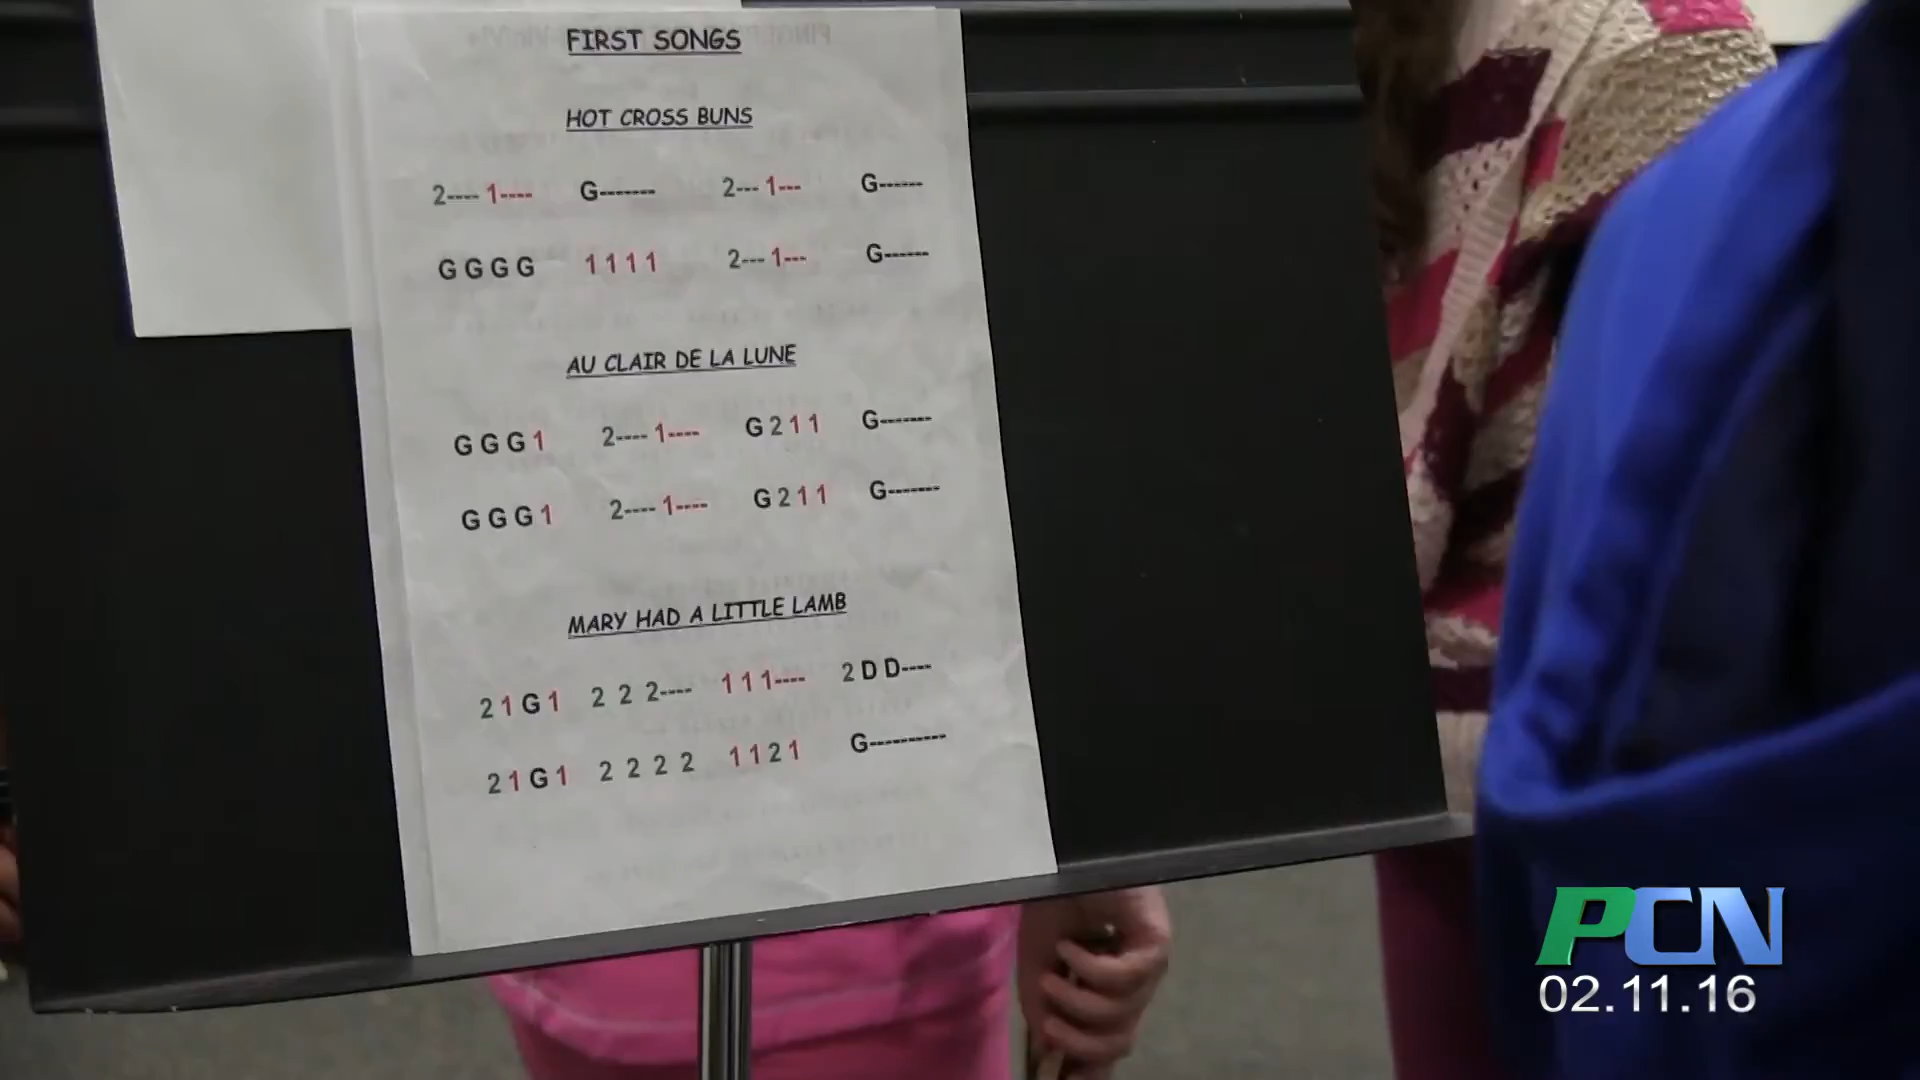 FIRST SONGS
HOT CROSS BUNS
2---- 1---- G------- 2--- 1--- G------
G G G G 1 1 1 1 2--- 1--- G------
AU CLAIR DE LA LUNE
G G G 1 2---- 1---- G 2 1 1 G-------
G G G 1 2---- 1---- G 2 1 1 G-------
MARY HAD A LITTLE LAMB
2 1 G 1 2 2 2---- 1 1 1---- 2 D D----
2 1 G 1 2 2 2 2 1 1 2 1 G----------
PCN
02.11.16